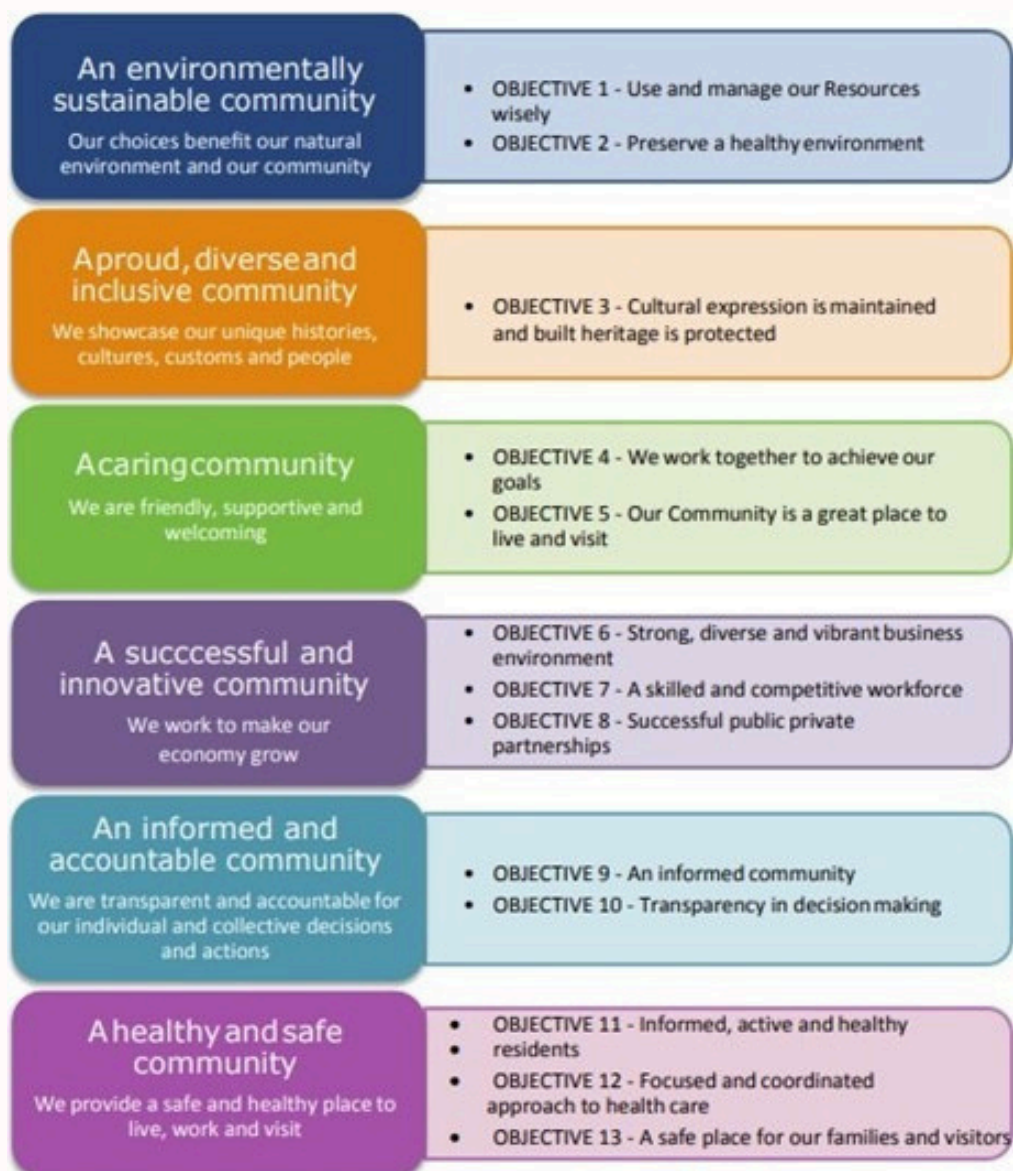 An environmentally
sustainable community
Our choices benefit our natural
environment and our community
• OBJECTIVE 1 - Use and manage our Resources
wisely
• OBJECTIVE 2 - Preserve a healthy environment
A proud, diverse and
inclusive community
We showcase our unique histories,
cultures, customs and people
• OBJECTIVE 3 - Cultural expression is maintained
and built heritage is protected
A caring community
We are friendly, supportive and
welcoming
• OBJECTIVE 4 - We work together to achieve our
goals
• OBJECTIVE 5 - Our Community is a great place to
live and visit
A succcessful and
innovative community
We work to make our
economy grow
• OBJECTIVE 6 - Strong, diverse and vibrant business
environment
• OBJECTIVE 7 - A skilled and competitive workforce
• OBJECTIVE 8 - Successful public private
partnerships
An informed and
accountable community
We are transparent and accountable for
our individual and collective decisions
and actions
• OBJECTIVE 9 - An informed community
• OBJECTIVE 10 - Transparency in decision making
A healthy and safe
community
We provide a safe and healthy place to
live, work and visit
• OBJECTIVE 11 - Informed, active and healthy
• residents
• OBJECTIVE 12 - Focused and coordinated
approach to health care
• OBJECTIVE 13 - A safe place for our families and visitors